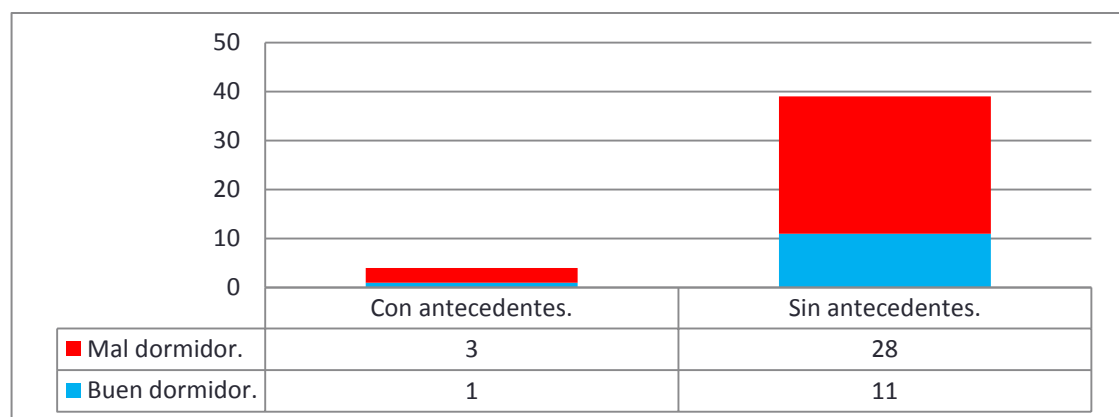 50
40
30
20
10
0
Con antecedentes. Sin antecedentes.
Mal dormidor. 3 28
Buen dormidor. 1 11